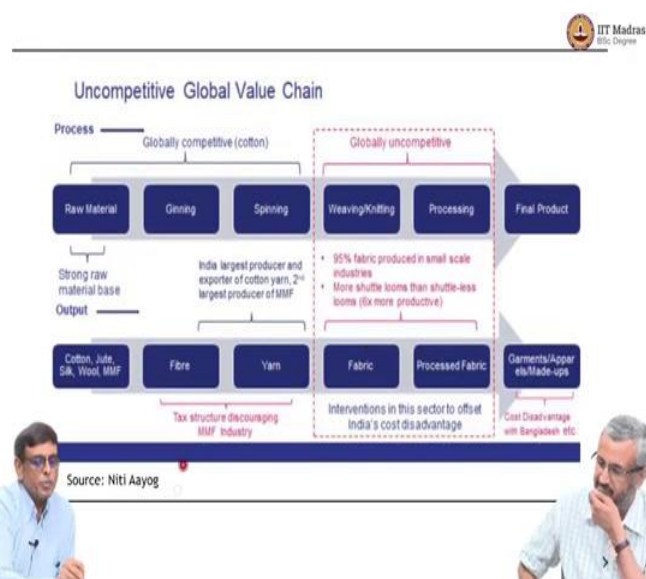 IIT Madras
BSc Degree
Uncompetitive Global Value Chain
Process
Globally competitive (cotton)
Globally uncompetitive
Raw Material
Ginning
Spinning
Weaving/Knitting
Processing
Final Product
Strong raw
material base
India largest producer and
exporter of cotton yarn, 2nd
largest producer of MMF
• 95% fabric produced in small scale
industries
• More shuttle looms than shuttle-less
looms (6x more productive)
Output
Cotton, Jute,
Silk, Wool, MMF
Fibre
Yarn
Fabric
Processed Fabric
Garments/Appar
els/Made-ups
Tax structure discouraging
MMF Industry
Interventions in this sector to offset
India's cost disadvantage
Cost Disadvantage
with Bangladesh etc.
Source: Niti Aayog